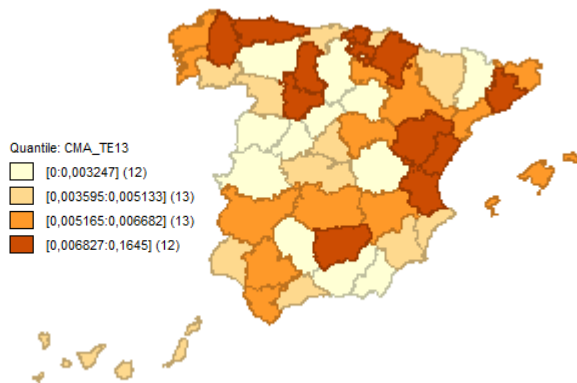 Quantile: CMA_TE13
[0:0,003247] (12)
[0,003595:0,005133] (13)
[0,005165:0,006682] (13)
[0,006827:0,1645] (12)